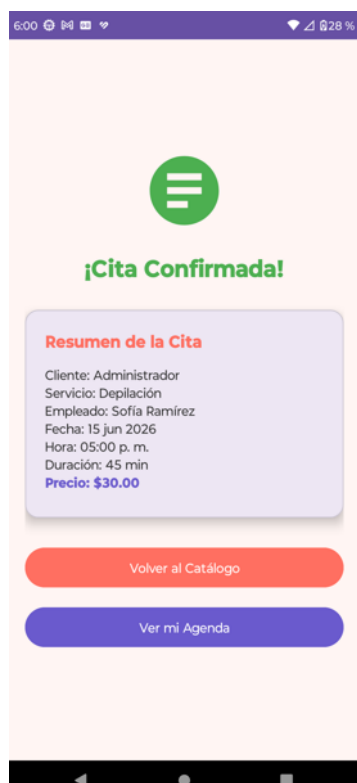 6:00
28 %
¡Cita Confirmada!
Resumen de la Cita
Cliente: Administrador
Servicio: Depilación
Empleado: Sofía Ramírez
Fecha: 15 jun 2026
Hora: 05:00 p. m.
Duración: 45 min
Precio: $30.00
Volver al Catálogo
Ver mi Agenda